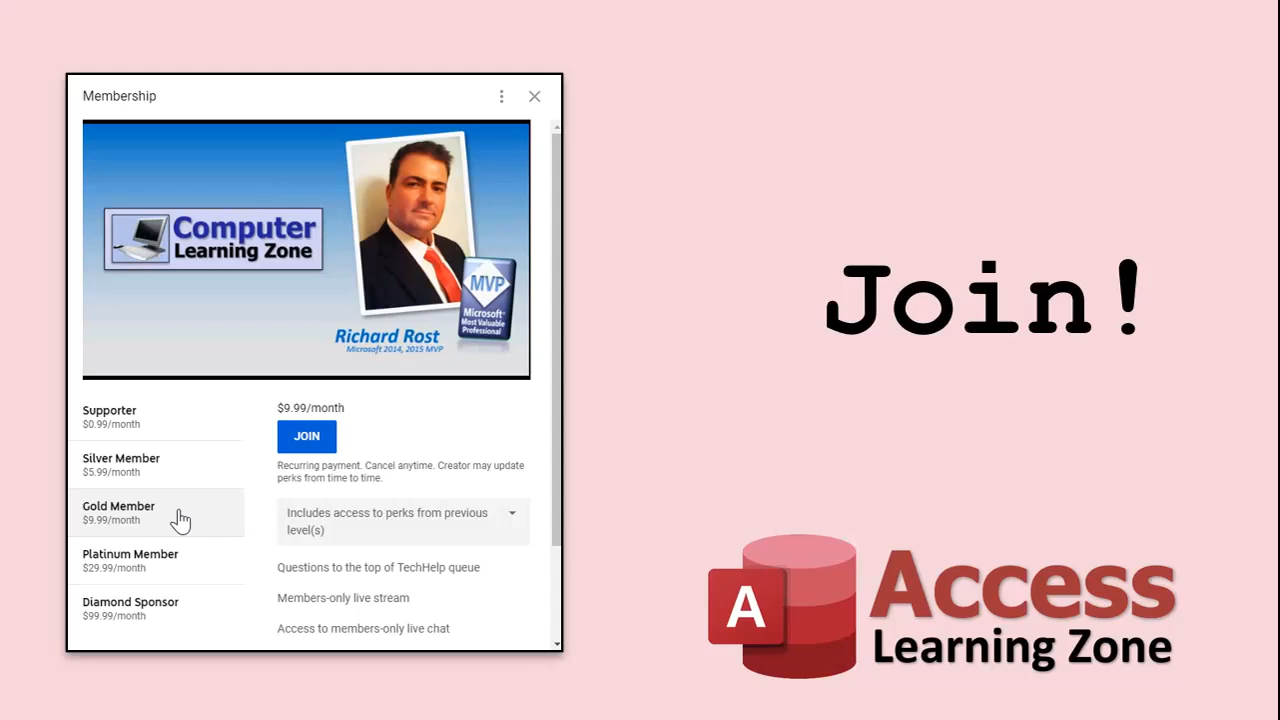 Membership
Computer
Learning Zone
MVP
Microsoft®
Most Valuable
Professional
Richard Rost
Microsoft 2014, 2015 MVP
Supporter
$0.99/month
Silver Member
$5.99/month
Gold Member
$9.99/month
Platinum Member
$29.99/month
Diamond Sponsor
$99.99/month
$9.99/month
JOIN
Recurring payment. Cancel anytime. Creator may update
perks from time to time.
Includes access to perks from previous
level(s)
Questions to the top of TechHelp queue
Members-only live stream
Access to members-only live chat
Join!
A
Access
Learning Zone